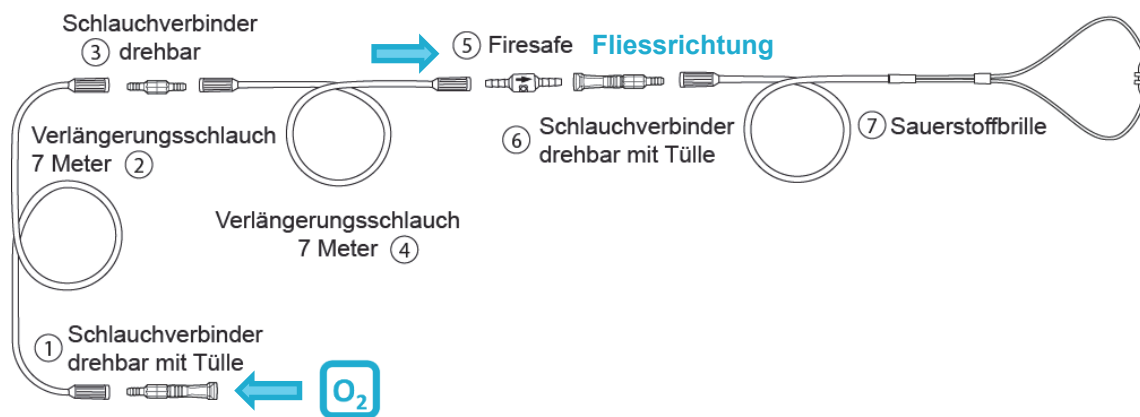 Schlauchverbinder
③ drehbar
⑤ Firesafe Fliessrichtung
Verlängerungsschlauch
7 Meter ②
⑥ Schlauchverbinder
drehbar mit Tülle
⑦ Sauerstoffbrille
Verlängerungsschlauch
7 Meter ④
① Schlauchverbinder
drehbar mit Tülle
O₂